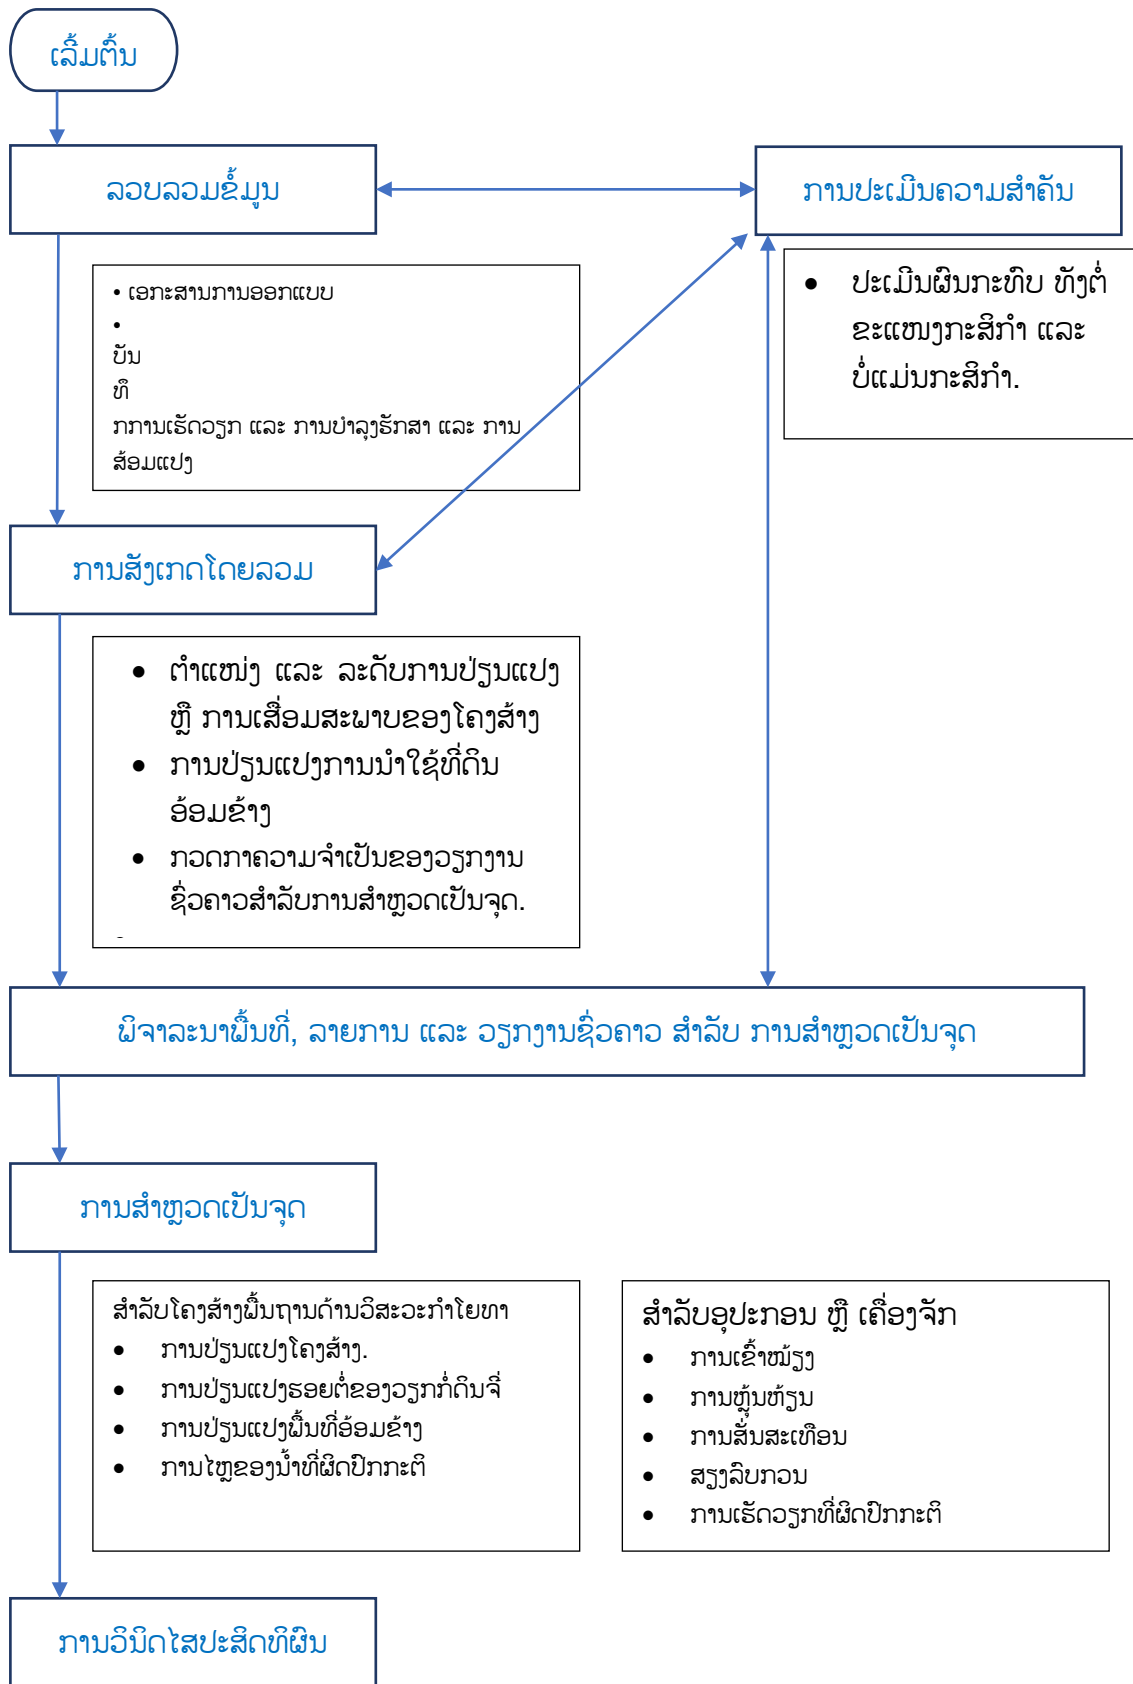 ເລີ່ມຕົ້ນ
ລວບລວມຂໍ້ມູນ
ການປະເມີນຄວາມສຳຄັນ
• ເອກະສານການອອກແບບ
•
ບັນ
ທຶ
ກການເຮັດວຽກ ແລະ ການບຳລຸງຮັກສາ ແລະ ການ
ສ້ອມແປງ
• ປະເມີນຜົນກະທົບ ທັງຕໍ່
ຂະແໜງກະສິກຳ ແລະ
ບໍ່ແມ່ນກະສິກຳ.
ການສັງເກດໂດຍລວມ
• ຕຳແໜ່ງ ແລະ ລະດັບການປ່ຽນແປງ
ຫຼື ການເສື່ອມສະພາບຂອງໂຄງສ້າງ
• ການປ່ຽນແປງການນຳໃຊ້ທີ່ດິນ
ອ້ອມຂ້າງ
• ກວດກາຄວາມຈຳເປັນຂອງວຽກງານ
ຊົ່ວຄາວສຳລັບການສຳຫຼວດເປັນຈຸດ.
ພິຈາລະນາພື້ນທີ່, ລາຍການ ແລະ ວຽກງານຊົ່ວຄາວ ສຳລັບ ການສຳຫຼວດເປັນຈຸດ
ການສຳຫຼວດເປັນຈຸດ
ສຳລັບໂຄງສ້າງພື້ນຖານດ້ານວິສະວະກຳໂຍທາ
• ການປ່ຽນແປງໂຄງສ້າງ.
• ການປ່ຽນແປງຮອຍຕໍ່ຂອງວຽກກໍ່ດິນຈີ່
• ການປ່ຽນແປງພື້ນທີ່ອ້ອມຂ້າງ
• ການໄຫຼຂອງນ້ຳທີ່ຜິດປົກກະຕິ
ສຳລັບອຸປະກອນ ຫຼື ເຄື່ອງຈັກ
• ການເຂົ້າໝ້ຽງ
• ການຫຼຸ້ນຫ້ຽນ
• ການສັ່ນສະເທືອນ
• ສຽງລົບກວນ
• ການເຮັດວຽກທີ່ຜິດປົກກະຕິ
ການວິນິດໄສປະສິດທິຜົນ